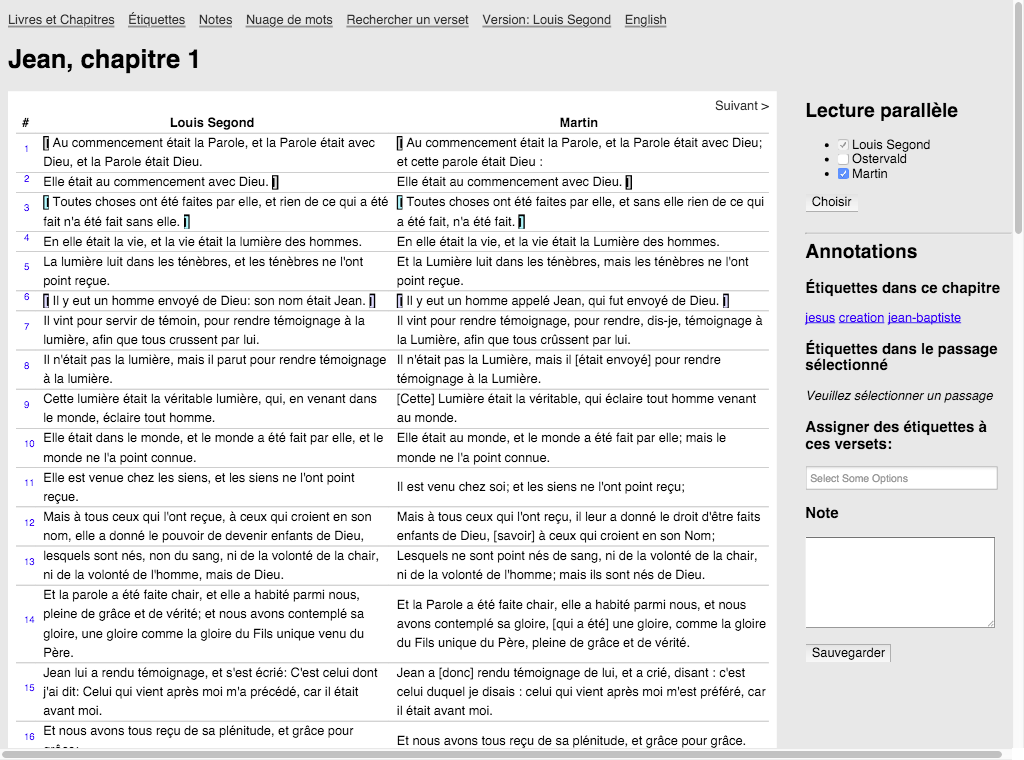 Livres et Chapitres Étiquettes Notes Nuage de mots Rechercher un verset Version: Louis Segond English
Jean, chapitre 1
Suivant >
# Louis Segond Martin
1 [ Au commencement était la Parole, et la Parole était avec Dieu, et la Parole était Dieu.
[ Au commencement était la Parole, et la Parole était avec Dieu; et cette parole était Dieu :
2 Elle était au commencement avec Dieu. ]
Elle était au commencement avec Dieu. ]
3 [ Toutes choses ont été faites par elle, et rien de ce qui a été fait n'a été fait sans elle. ]
[ Toutes choses ont été faites par elle, et sans elle rien de ce qui a été fait, n'a été fait. ]
4 En elle était la vie, et la vie était la lumière des hommes.
En elle était la vie, et la vie était la Lumière des hommes.
5 La lumière luit dans les ténèbres, et les ténèbres ne l'ont point reçue.
Et la Lumière luit dans les ténèbres, mais les ténèbres ne l'ont point reçue.
6 [ Il y eut un homme envoyé de Dieu: son nom était Jean. ]
[ Il y eut un homme appelé Jean, qui fut envoyé de Dieu. ]
7 Il vint pour servir de témoin, pour rendre témoignage à la lumière, afin que tous crussent par lui.
Il vint pour rendre témoignage, pour rendre, dis-je, témoignage à la Lumière, afin que tous crûssent par lui.
8 Il n'était pas la lumière, mais il parut pour rendre témoignage à la lumière.
Il n'était pas la Lumière, mais il [était envoyé] pour rendre témoignage à la Lumière.
9 Cette lumière était la véritable lumière, qui, en venant dans le monde, éclaire tout homme.
[Cette] Lumière était la véritable, qui éclaire tout homme venant au monde.
10 Elle était dans le monde, et le monde a été fait par elle, et le monde ne l'a point connue.
Elle était au monde, et le monde a été fait par elle; mais le monde ne l'a point connue.
11 Elle est venue chez les siens, et les siens ne l'ont point reçue.
Il est venu chez soi; et les siens ne l'ont point reçu;
12 Mais à tous ceux qui l'ont reçue, à ceux qui croient en son nom, elle a donné le pouvoir de devenir enfants de Dieu,
Mais à tous ceux qui l'ont reçu, il leur a donné le droit d'être faits enfants de Dieu, [savoir] à ceux qui croient en son Nom;
13 lesquels sont nés, non du sang, ni de la volonté de la chair, ni de la volonté de l'homme, mais de Dieu.
Lesquels ne sont point nés de sang, ni de la volonté de la chair, ni de la volonté de l'homme; mais ils sont nés de Dieu.
14 Et la parole a été faite chair, et elle a habité parmi nous, pleine de grâce et de vérité; et nous avons contemplé sa gloire, une gloire comme la gloire du Fils unique venu du Père.
Et la Parole a été faite chair, elle a habité parmi nous, et nous avons contemplé sa gloire, [qui a été] une gloire, comme la gloire du Fils unique du Père, pleine de grâce et de vérité.
15 Jean lui a rendu témoignage, et s'est écrié: C'est celui dont j'ai dit: Celui qui vient après moi m'a précédé, car il était avant moi.
Jean a [donc] rendu témoignage de lui, et a crié, disant : c'est celui duquel je disais : celui qui vient après moi m'est préféré, car il était avant moi.
16 Et nous avons tous reçu de sa plénitude, et grâce pour
Et nous avons tous reçu de sa plénitude, et grâce pour grâce.
Lecture parallèle
Louis Segond
Ostervald
Martin
Choisir
Annotations
Étiquettes dans ce chapitre
jesus creation jean-baptiste
Étiquettes dans le passage
sélectionné
Veuillez sélectionner un passage
Assigner des étiquettes à
ces versets:
Select Some Options
Note
Sauvegarder